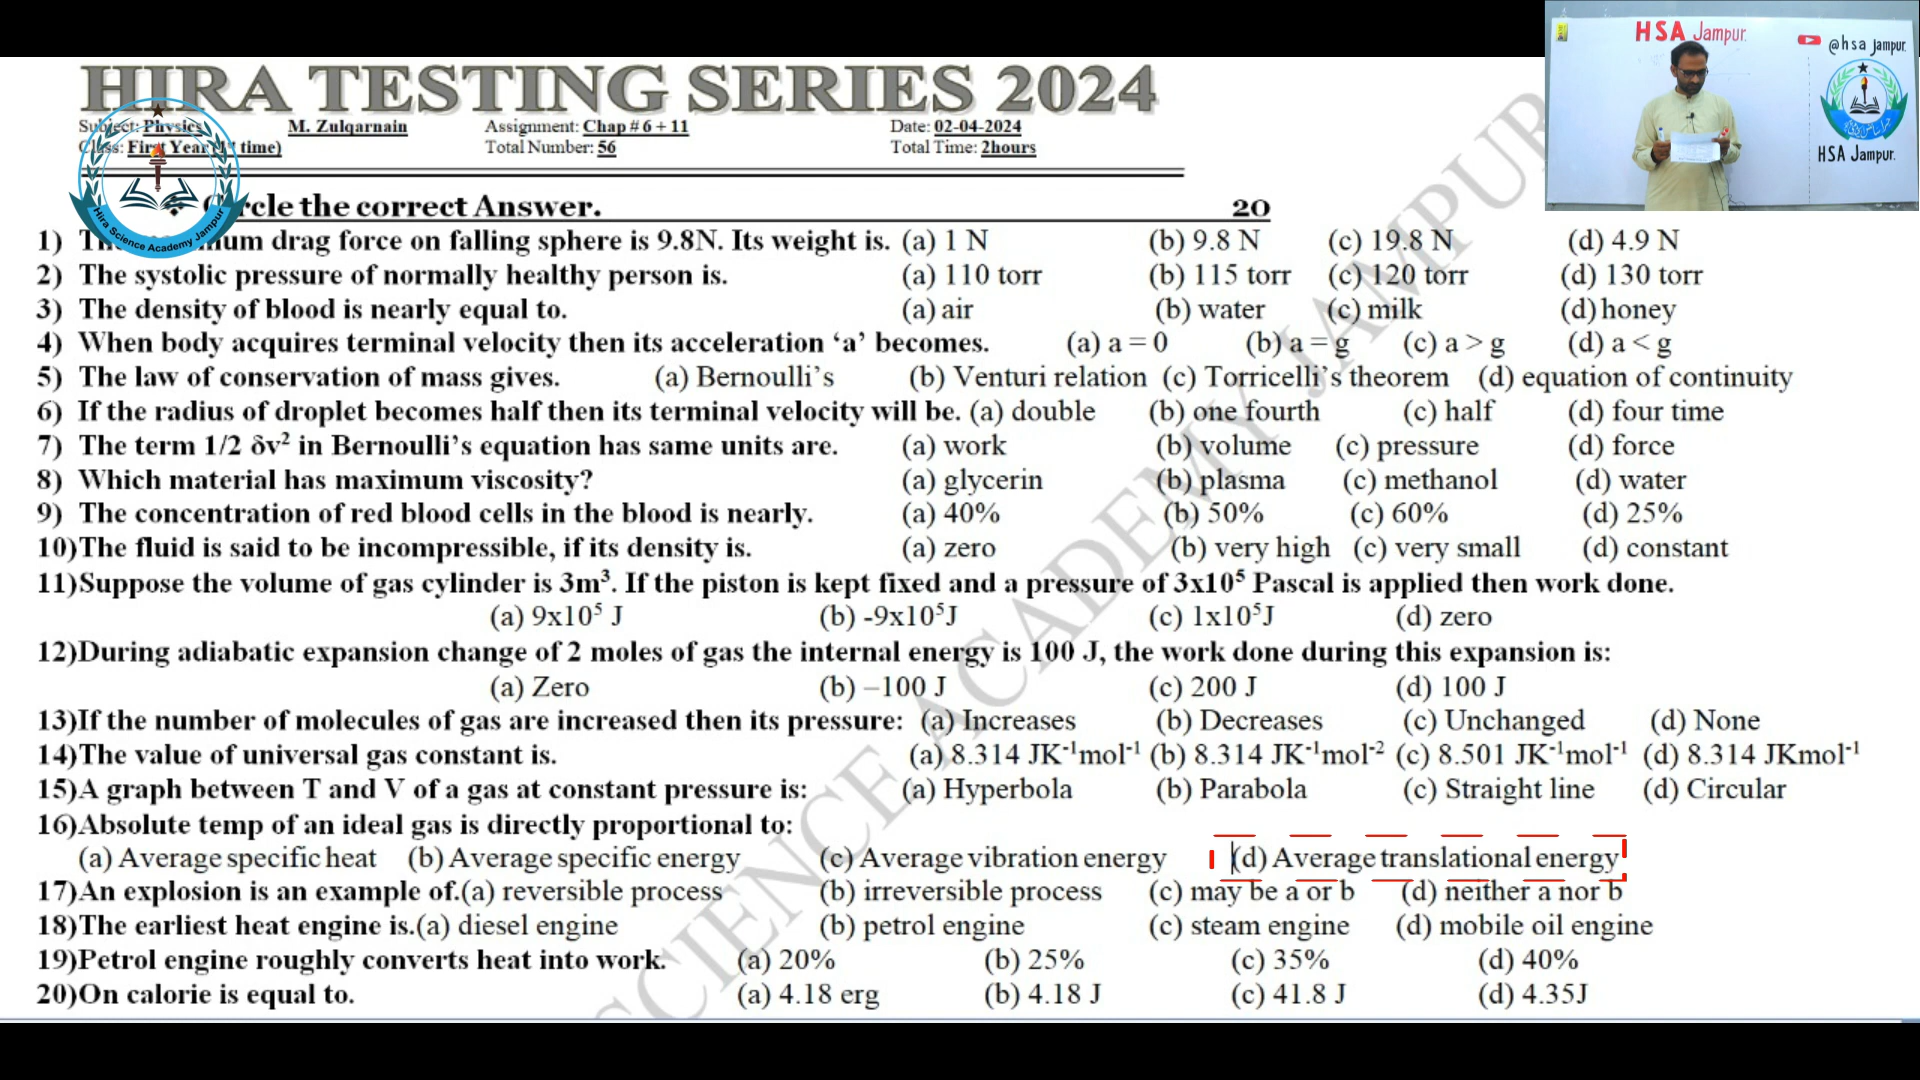 HSA Jampur.
@hsa jampur.
HSA Jampur.
HIRA TESTING SERIES 2024
Subject: Physics M. Zulqarnain Assignment: Chap # 6 + 11 Date: 02-04-2024
Class: First Year time) Total Number: 56 Total Time: 2hours
Hira Science Academy Jampur
the correct Answer. 20
1) drag force on falling sphere is 9.8N. Its weight is. (a) 1 N (b) 9.8 N (c) 19.8 N (d) 4.9 N
2) The systolic pressure of normally healthy person is. (a) 110 torr (b) 115 torr (c) 120 torr (d) 130 torr
3) The density of blood is nearly equal to. (a) air (b) water (c) milk (d) honey
4) When body acquires terminal velocity then its acceleration ‘a’ becomes. (a) a = 0 (b) a = g (c) a > g (d) a < g
5) The law of conservation of mass gives. (a) Bernoulli’s (b) Venturi relation (c) Torricelli’s theorem (d) equation of continuity
6) If the radius of droplet becomes half then its terminal velocity will be. (a) double (b) one fourth (c) half (d) four time
7) The term 1/2 δv² in Bernoulli’s equation has same units are. (a) work (b) volume (c) pressure (d) force
8) Which material has maximum viscosity? (a) glycerin (b) plasma (c) methanol (d) water
9) The concentration of red blood cells in the blood is nearly. (a) 40% (b) 50% (c) 60% (d) 25%
10)The fluid is said to be incompressible, if its density is. (a) zero (b) very high (c) very small (d) constant
11)Suppose the volume of gas cylinder is 3m³. If the piston is kept fixed and a pressure of 3x10⁵ Pascal is applied then work done.
(a) 9x10⁵ J (b) -9x10⁵J (c) 1x10⁵J (d) zero
12)During adiabatic expansion change of 2 moles of gas the internal energy is 100 J, the work done during this expansion is:
(a) Zero (b) –100 J (c) 200 J (d) 100 J
13)If the number of molecules of gas are increased then its pressure: (a) Increases (b) Decreases (c) Unchanged (d) None
14)The value of universal gas constant is. (a) 8.314 JK⁻¹mol⁻¹ (b) 8.314 JK⁻¹mol⁻² (c) 8.501 JK⁻¹mol⁻¹ (d) 8.314 JKmol⁻¹
15)A graph between T and V of a gas at constant pressure is: (a) Hyperbola (b) Parabola (c) Straight line (d) Circular
16)Absolute temp of an ideal gas is directly proportional to:
(a) Average specific heat (b) Average specific energy (c) Average vibration energy (d) Average translational energy
17)An explosion is an example of.(a) reversible process (b) irreversible process (c) may be a or b (d) neither a nor b
18)The earliest heat engine is.(a) diesel engine (b) petrol engine (c) steam engine (d) mobile oil engine
19)Petrol engine roughly converts heat into work. (a) 20% (b) 25% (c) 35% (d) 40%
20)On calorie is equal to. (a) 4.18 erg (b) 4.18 J (c) 41.8 J (d) 4.35J
SCIENCE ACADEMY JAMPUR